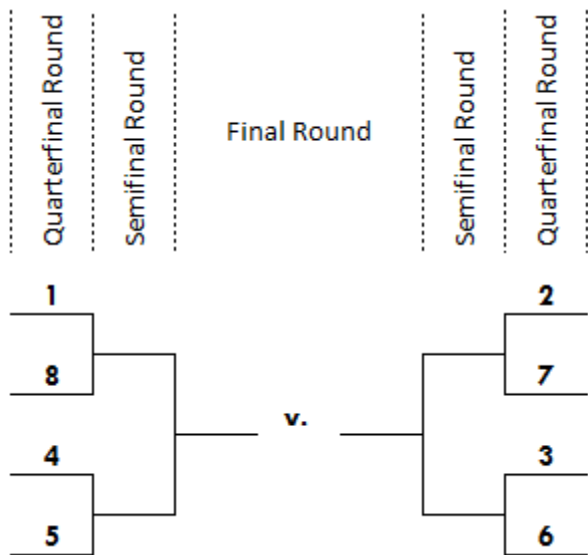 Quarterfinal Round
Semifinal Round
Final Round
Semifinal Round
Quarterfinal Round
1
2
8
7
v.
4
3
5
6